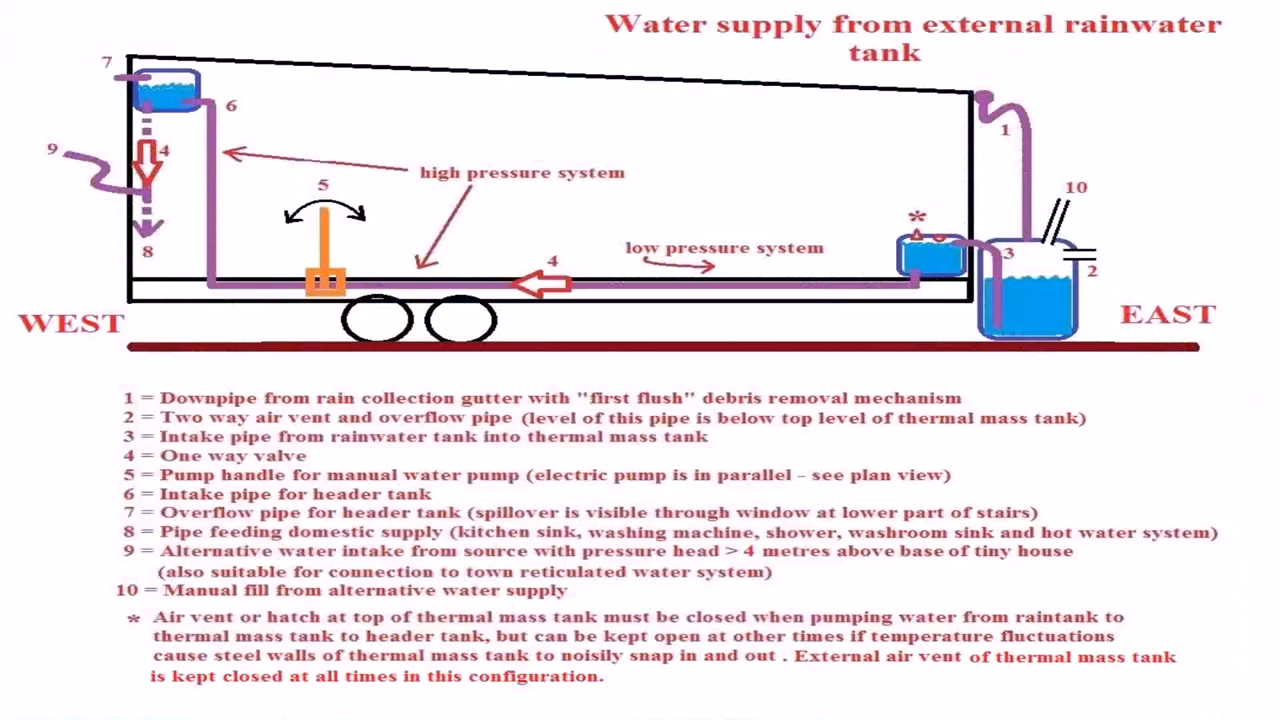 Water supply from external rainwater
tank
7
6
1
9
4
high pressure system
5
10
*
8
low pressure system
3
4
2
WEST
EAST
1 = Downpipe from rain collection gutter with "first flush" debris removal mechanism
2 = Two way air vent and overflow pipe (level of this pipe is below top level of thermal mass tank)
3 = Intake pipe from rainwater tank into thermal mass tank
4 = One way valve
5 = Pump handle for manual water pump (electric pump is in parallel - see plan view)
6 = Intake pipe for header tank
7 = Overflow pipe for header tank (spillover is visible through window at lower part of stairs)
8 = Pipe feeding domestic supply (kitchen sink, washing machine, shower, washroom sink and hot water system)
9 = Alternative water intake from source with pressure head > 4 metres above base of tiny house
(also suitable for connection to town reticulated water system)
10 = Manual fill from alternative water supply
* Air vent or hatch at top of thermal mass tank must be closed when pumping water from raintank to
thermal mass tank to header tank, but can be kept open at other times if temperature fluctuations
cause steel walls of thermal mass tank to noisily snap in and out . External air vent of thermal mass tank
is kept closed at all times in this configuration.